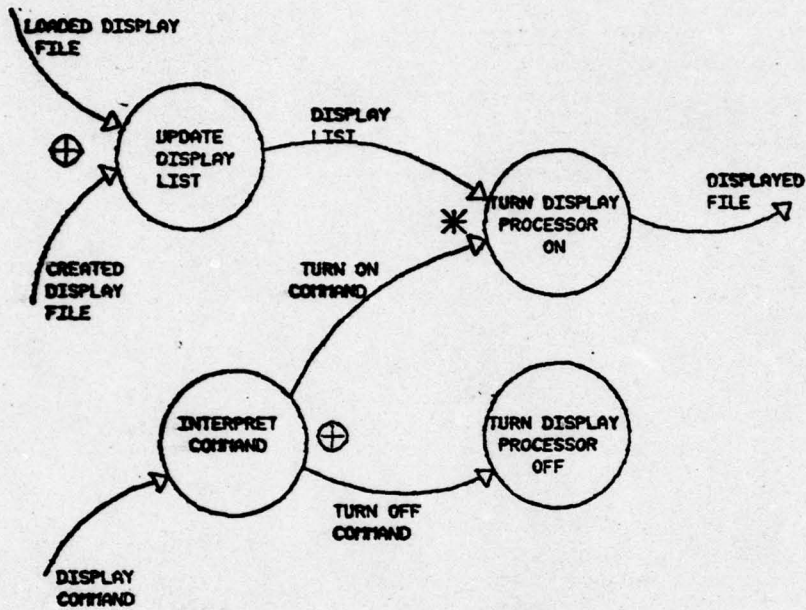 LOADED DISPLAY
FILE
UPDATE
DISPLAY
LIST
DISPLAY
LIST
CREATED
DISPLAY
FILE
TURN DISPLAY
PROCESSOR
ON
DISPLAYED
FILE
TURN ON
COMMAND
INTERPRET
COMMAND
TURN DISPLAY
PROCESSOR
OFF
TURN OFF
COMMAND
DISPLAY
COMMAND